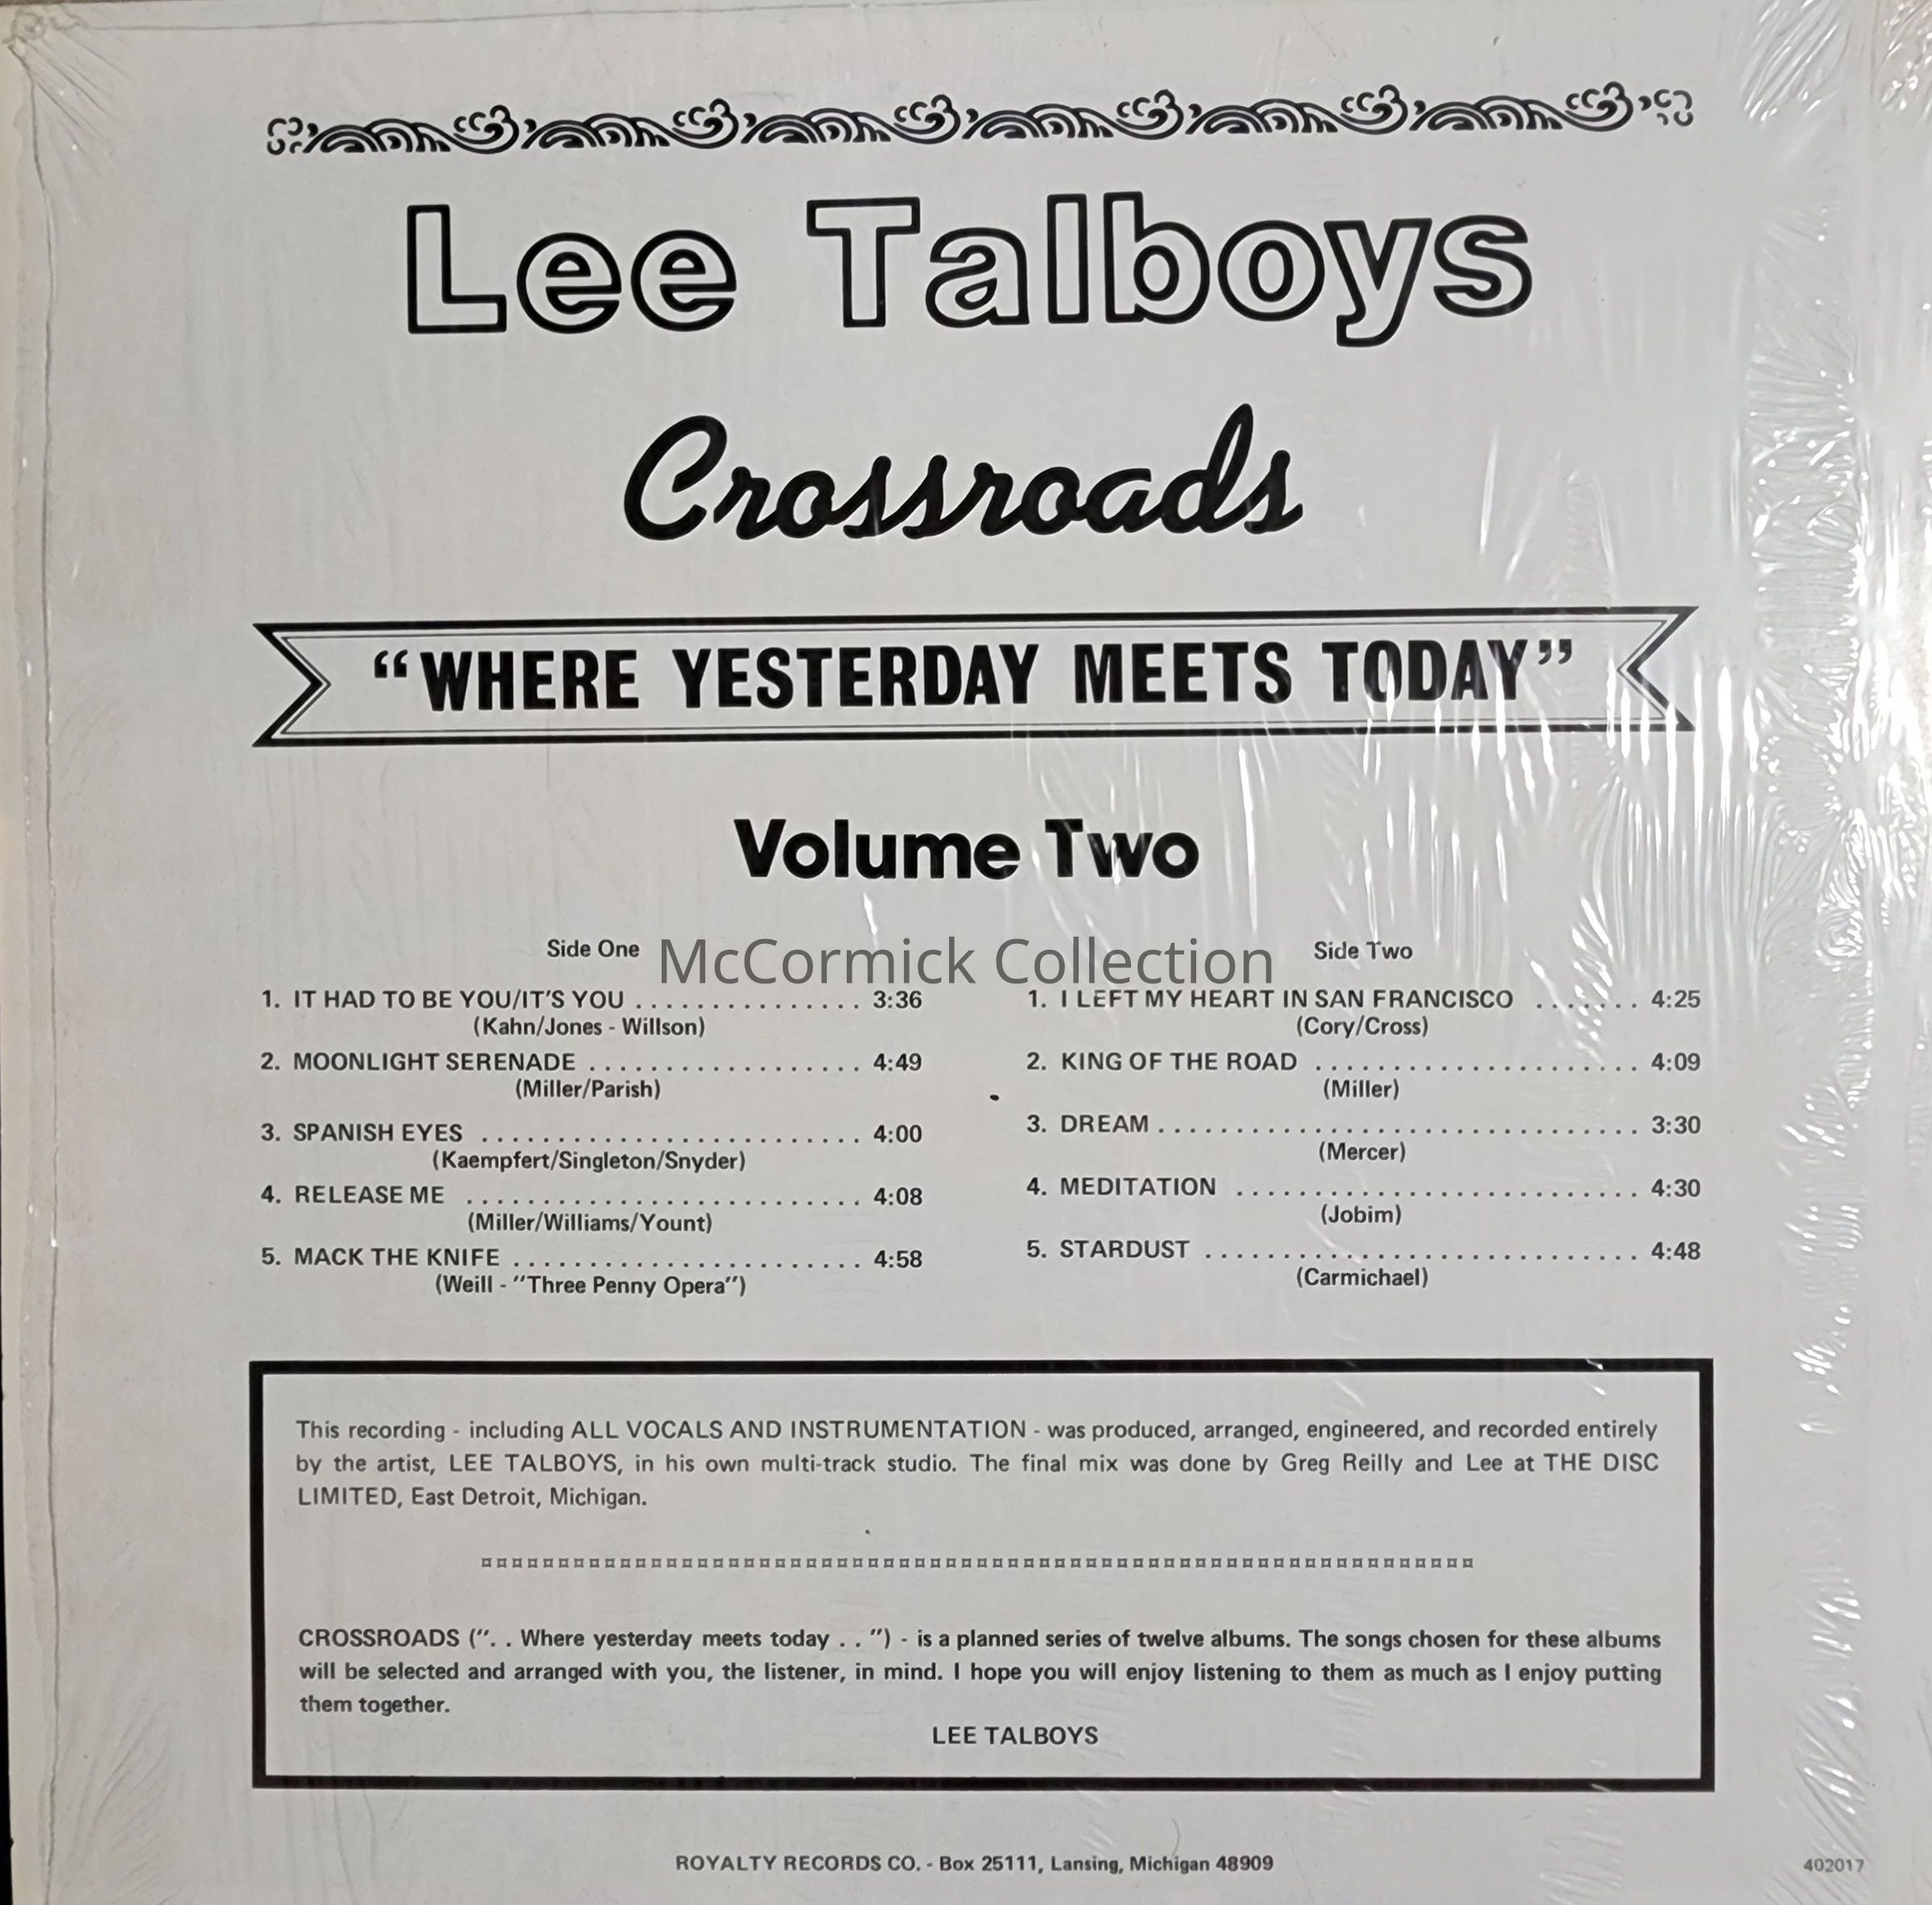 Lee Talboys
Crossroads
“WHERE YESTERDAY MEETS TODAY”
Volume Two
McCormick Collection
Side One
1. IT HAD TO BE YOU/IT'S YOU . . . . . . . . . . . . . . . 3:36
(Kahn/Jones - Willson)
2. MOONLIGHT SERENADE . . . . . . . . . . . . . . . . . . 4:49
(Miller/Parish)
3. SPANISH EYES . . . . . . . . . . . . . . . . . . . . . . . . . 4:00
(Kaempfert/Singleton/Snyder)
4. RELEASE ME . . . . . . . . . . . . . . . . . . . . . . . . . . 4:08
(Miller/Williams/Yount)
5. MACK THE KNIFE . . . . . . . . . . . . . . . . . . . . . . . 4:58
(Weill - "Three Penny Opera")
Side Two
1. I LEFT MY HEART IN SAN FRANCISCO . . . . . . . 4:25
(Cory/Cross)
2. KING OF THE ROAD . . . . . . . . . . . . . . . . . . . . . 4:09
(Miller)
3. DREAM . . . . . . . . . . . . . . . . . . . . . . . . . . . . . . . 3:30
(Mercer)
4. MEDITATION . . . . . . . . . . . . . . . . . . . . . . . . . . 4:30
(Jobim)
5. STARDUST . . . . . . . . . . . . . . . . . . . . . . . . . . . . 4:48
(Carmichael)
This recording - including ALL VOCALS AND INSTRUMENTATION - was produced, arranged, engineered, and recorded entirely
by the artist, LEE TALBOYS, in his own multi-track studio. The final mix was done by Greg Reilly and Lee at THE DISC
LIMITED, East Detroit, Michigan.
CROSSROADS (". . Where yesterday meets today . . ") - is a planned series of twelve albums. The songs chosen for these albums
will be selected and arranged with you, the listener, in mind. I hope you will enjoy listening to them as much as I enjoy putting
them together.
LEE TALBOYS
ROYALTY RECORDS CO. - Box 25111, Lansing, Michigan 48909
402017